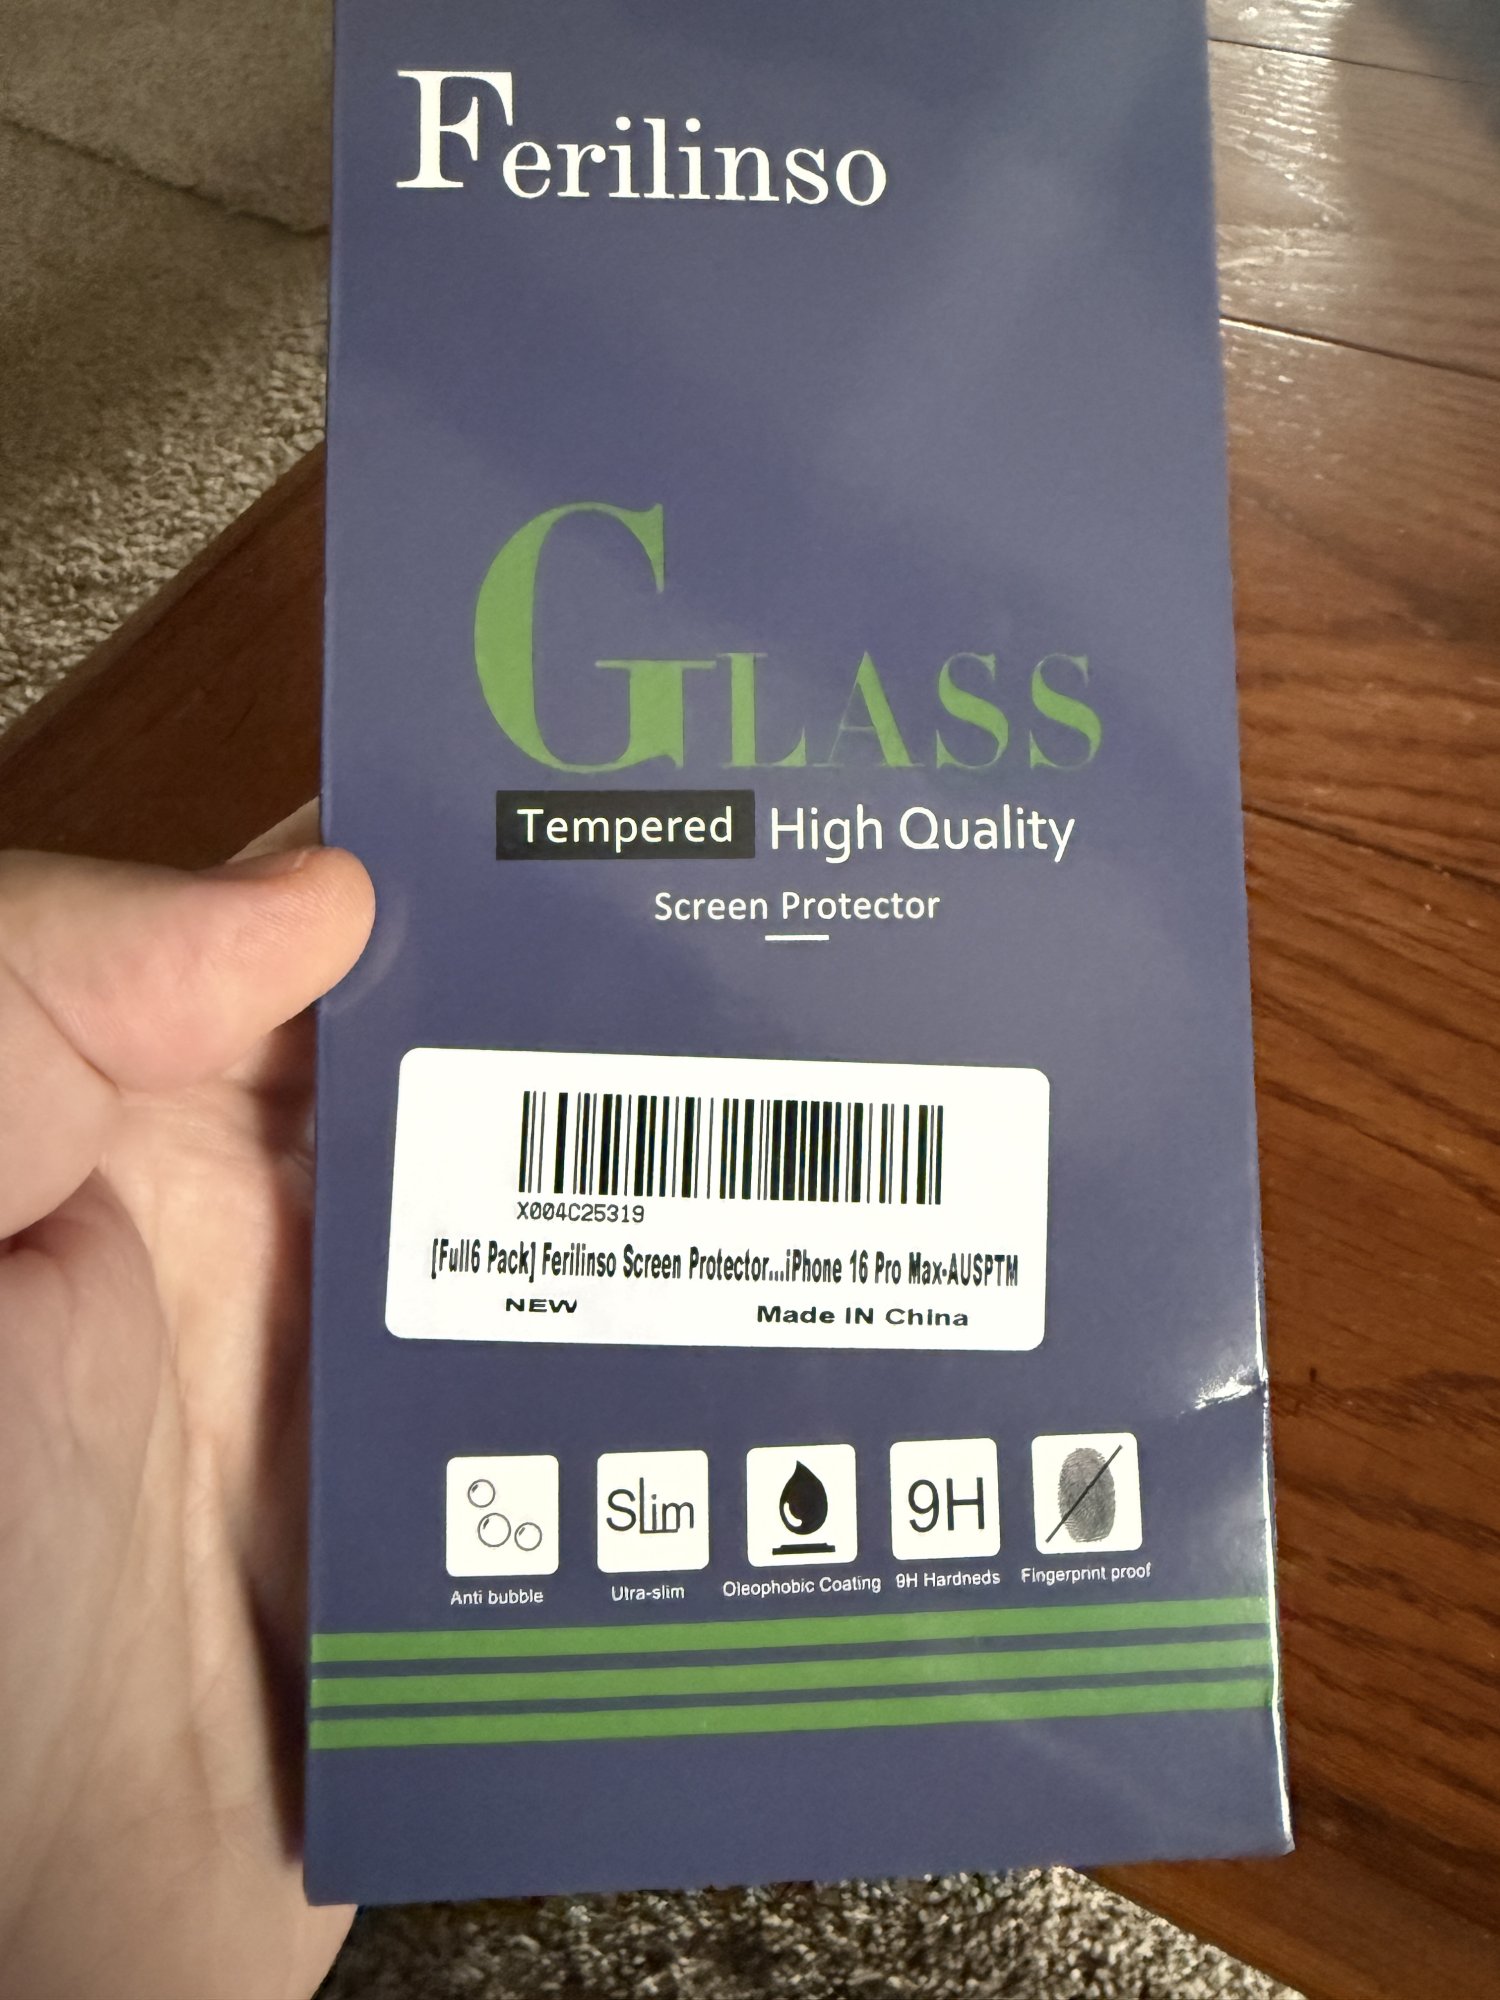 Ferilinso
GLASS
Tempered High Quality
Screen Protector
X004C25319
[Full6 Pack] Ferilinso Screen Protector...iPhone 16 Pro Max-AUSPTM
NEW Made IN China
Slim 9H
Anti bubble Utra-slim Oleophobic Coating 9H Hardneds Fingerprint proof